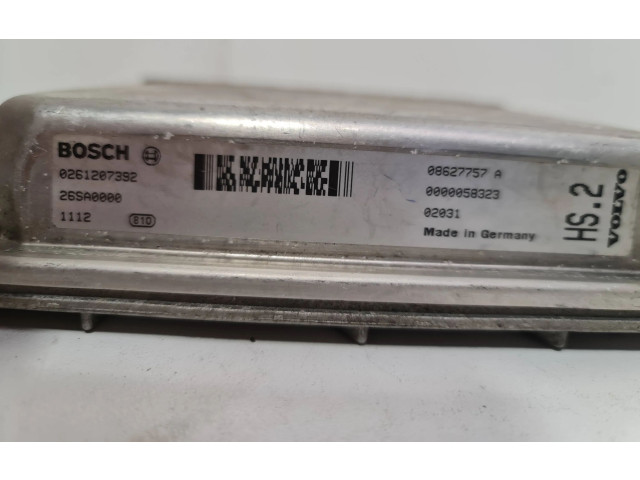 BOSCH
0261207392
26SA0000
1112 810
08627757 A
0000058323
02031
Made in Germany
HS.2
VOLVO